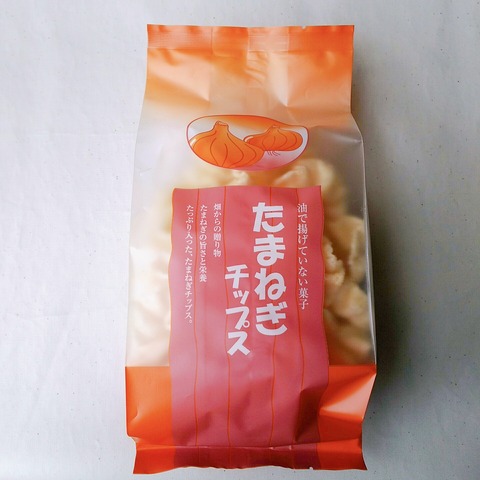 油で揚げていない菓子
たまねぎ
チップス
畑からの贈り物
たまねぎの旨さと栄養
たっぷり入った、たまねぎチップス。